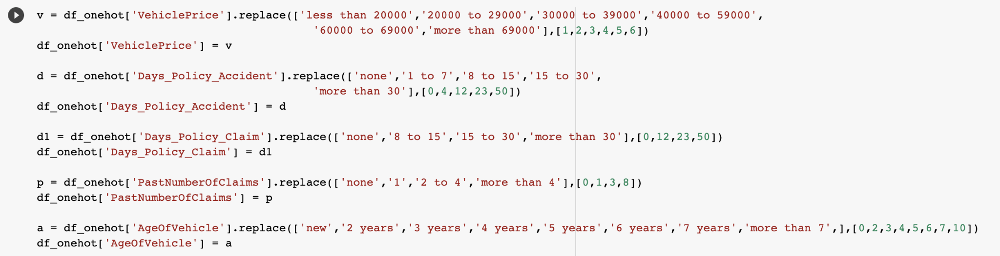 v = df_onehot['VehiclePrice'].replace(['less than 20000','20000 to 29000','30000 to 39000','40000 to 59000',
'60000 to 69000','more than 69000'],[1,2,3,4,5,6])
df_onehot['VehiclePrice'] = v
d = df_onehot['Days_Policy_Accident'].replace(['none','1 to 7','8 to 15','15 to 30',
'more than 30'],[0,4,12,23,50])
df_onehot['Days_Policy_Accident'] = d
d1 = df_onehot['Days_Policy_Claim'].replace(['none','8 to 15','15 to 30','more than 30'],[0,12,23,50])
df_onehot['Days_Policy_Claim'] = d1
p = df_onehot['PastNumberOfClaims'].replace(['none','1','2 to 4','more than 4'],[0,1,3,8])
df_onehot['PastNumberOfClaims'] = p
a = df_onehot['AgeOfVehicle'].replace(['new','2 years','3 years','4 years','5 years','6 years','7 years','more than 7',],[0,2,3,4,5,6,7,10])
df_onehot['AgeOfVehicle'] = a